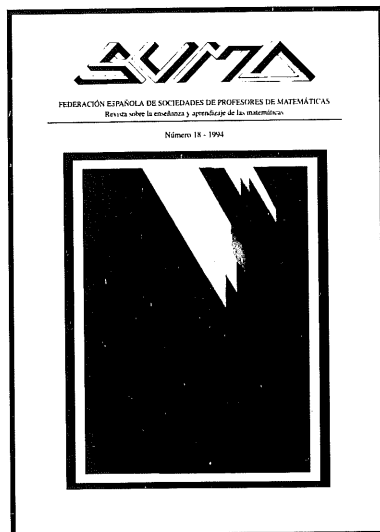 SUMA
FEDERACIÓN ESPAÑOLA DE SOCIEDADES DE PROFESORES DE MATEMÁTICAS
Revista sobre la enseñanza y aprendizaje de las matemáticas
Número 18 - 1994